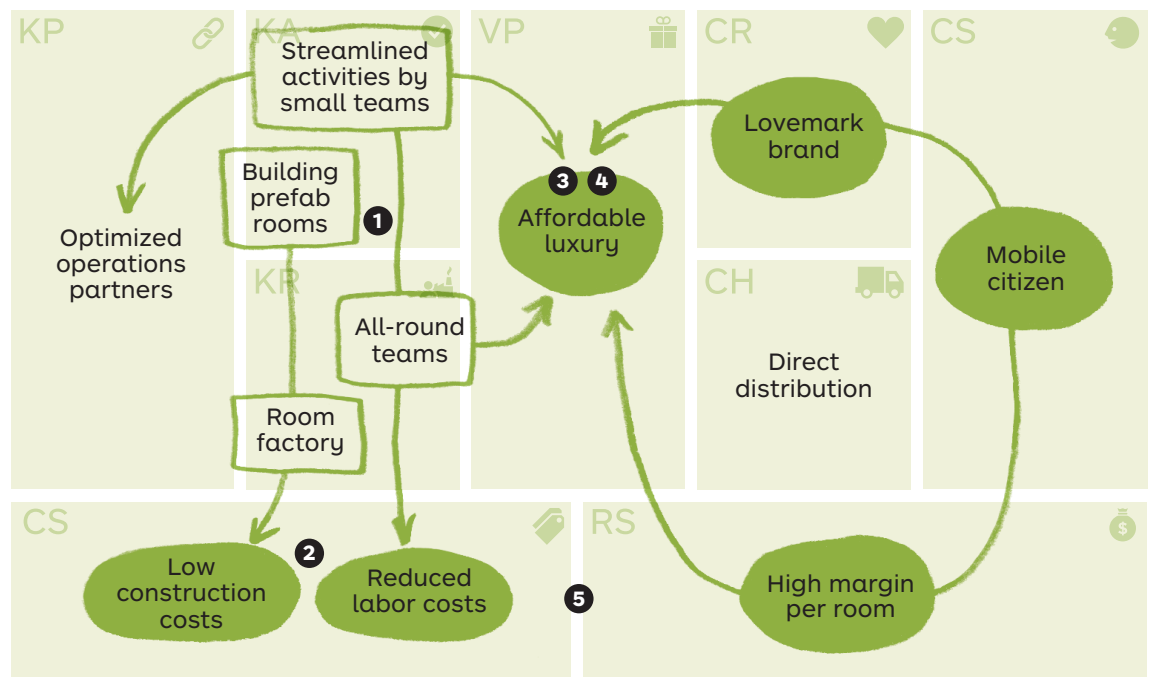 KP
KA
VP
CR
CS
Streamlined
activities by
small teams
Building
prefab
rooms
1
Optimized
operations
partners
3 4
Affordable
luxury
Lovemark
brand
Mobile
citizen
KR
All-round
teams
Room
factory
CH
Direct
distribution
CS
2
Low
construction
costs
Reduced
labor costs
5
RS
$
High margin
per room